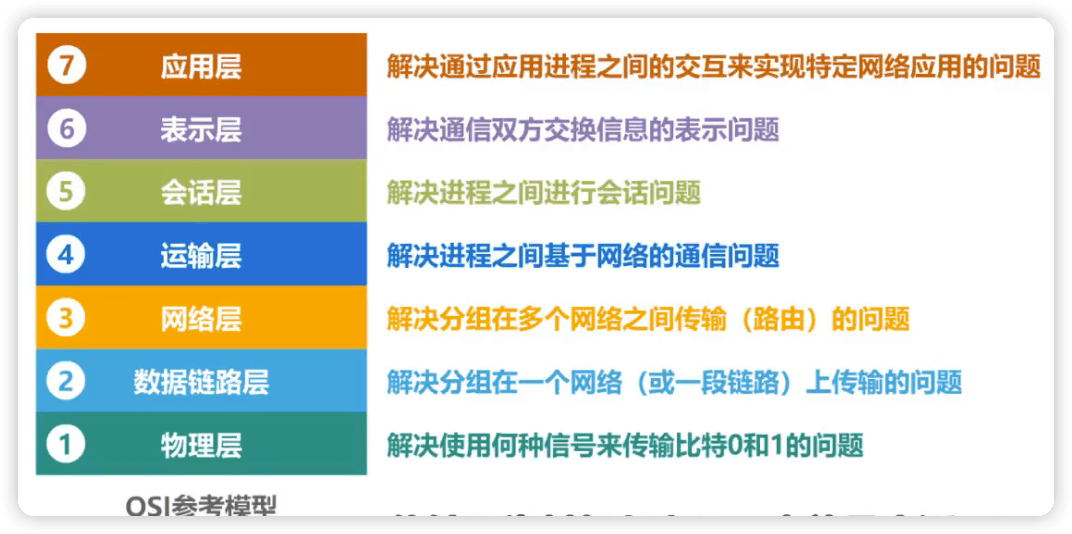 7 应用层 解决通过应用进程之间的交互来实现特定网络应用的问题
6 表示层 解决通信双方交换信息的表示问题
5 会话层 解决进程之间进行会话问题
4 运输层 解决进程之间基于网络的通信问题
3 网络层 解决分组在多个网络之间传输（路由）的问题
2 数据链路层 解决分组在一个网络（或一段链路）上传输的问题
1 物理层 解决使用何种信号来传输比特0和1的问题
OSI参考模型